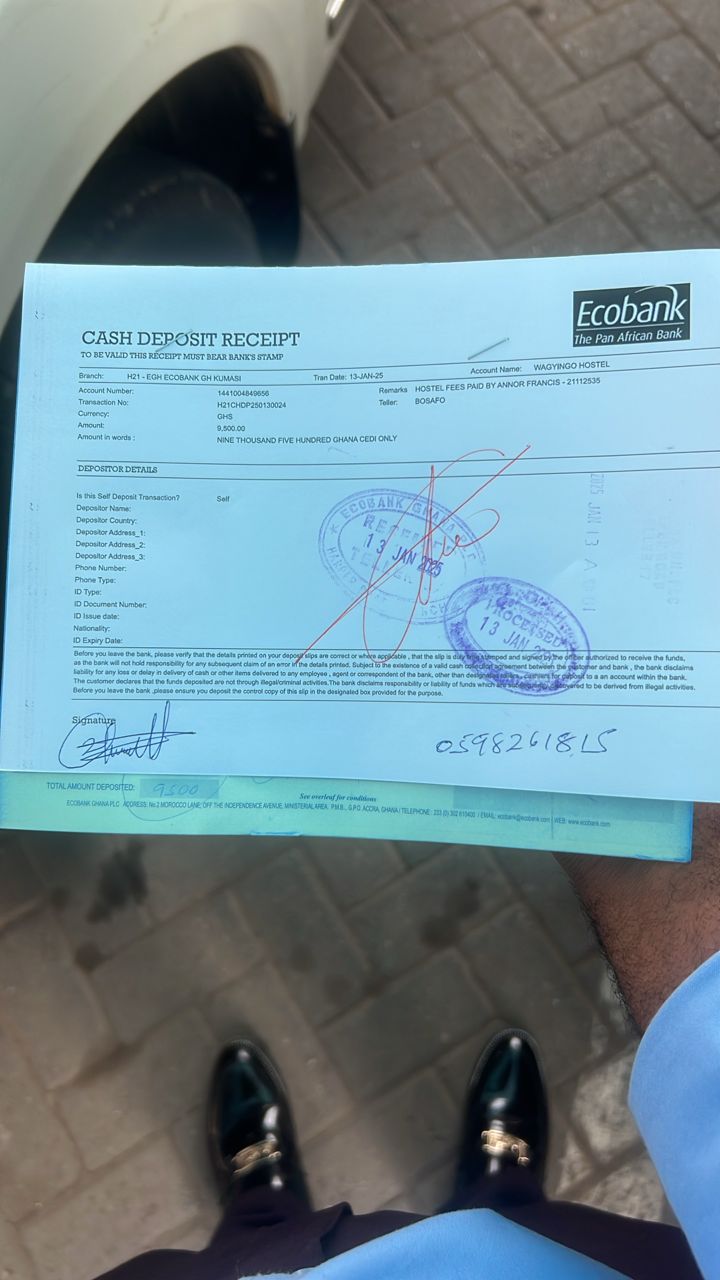 Ecobank
The Pan African Bank
CASH DEPOSIT RECEIPT
TO BE VALID THIS RECEIPT MUST BEAR BANK'S STAMP
Branch: H21 - EGH ECOBANK GH KUMASI Tran Date: 13-JAN-25 Account Name: WAGYINGO HOSTEL
Account Number: 1441004849656 Remarks HOSTEL FEES PAID BY ANNOR FRANCIS - 21112535
Transaction No: H21CHDP250130024 Teller: BOSAFO
Currency: GHS
Amount: 9,500.00
Amount in words : NINE THOUSAND FIVE HUNDRED GHANA CEDI ONLY
DEPOSITOR DETAILS
Is this Self Deposit Transaction? Self
Depositor Name:
Depositor Country:
Depositor Address_1:
Depositor Address_2:
Depositor Address_3:
Phone Number:
Phone Type:
ID Type:
ID Document Number:
ID Issue date:
Nationality:
ID Expiry Date:
ECOBANK GHANA
RECEIVED
13 JAN 2025
TELLER
PROCESSED
13 JAN
2025 JAN 13
Before you leave the bank, please verify that the details printed on your deposit slips are correct or where applicable , that the slip is duly being stamped and signed by the officer authorized to receive the funds,
as the bank will not hold responsibility for any subsequent claim of an error in the details printed. Subject to the existence of a valid cash collection agreement between the customer and bank , the bank disclaims
liability for any loss or delay in delivery of cash or other items delivered to any employee , agent or correspondent of the bank, other than designated tellers, cashiers for deposit to a an account within the bank.
The customer declares that the funds deposited are not through illegal/criminal activities.The bank disclaims responsibility or liability of funds which are subsequently discovered to be derived from illegal activities.
Before you leave the bank ,please ensure you deposit the control copy of this slip in the designated box provided for the purpose.
Signature
0598261815
TOTAL AMOUNT DEPOSITED: 9500
See overleaf for conditions
ECOBANK GHANA PLC ADDRESS: No.2 MOROCCO LANE, OFF THE INDEPENDENCE AVENUE, MINISTERIAL AREA. P.M.B., G.P.O. ACCRA, GHANA / TELEPHONE: 233 (0) 302 610400 / EMAIL: ecobank@ecobank.com | WEB: www.ecobank.com